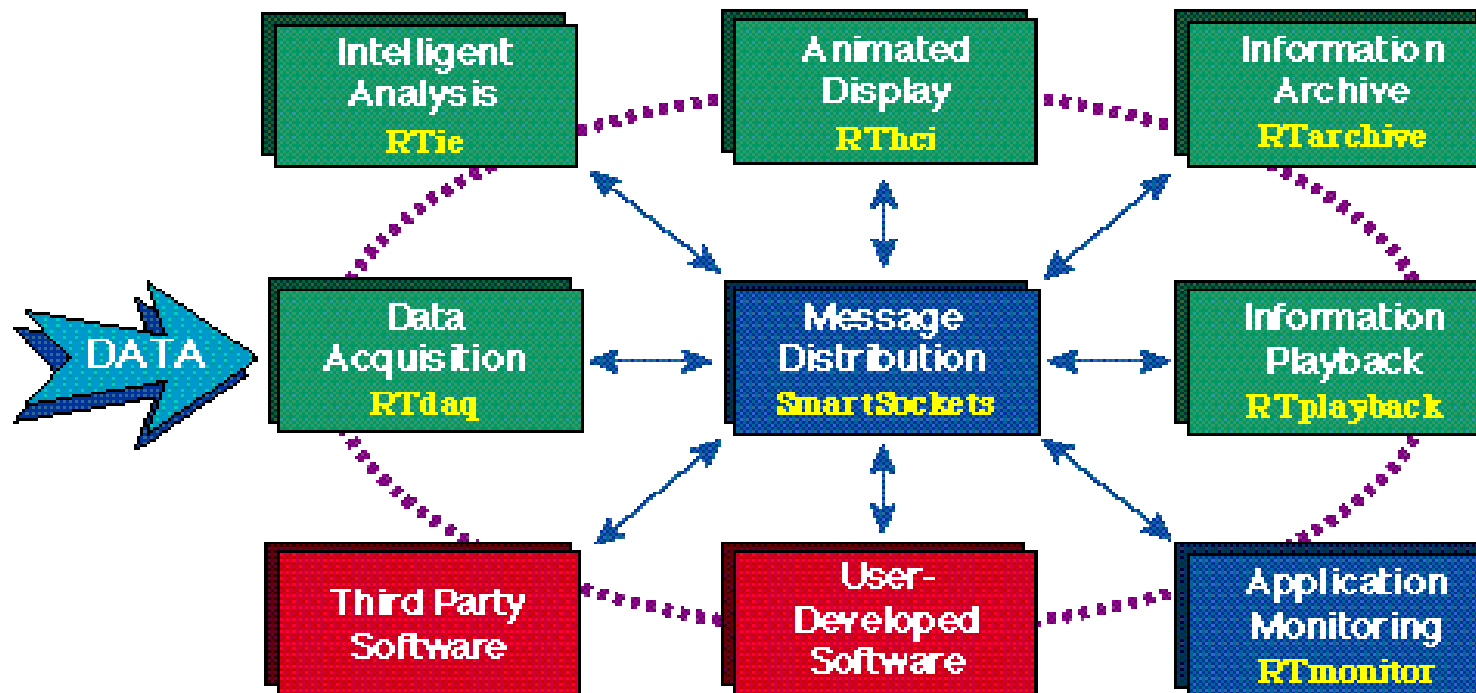 Intelligent
Analysis
RTie
Animated
Display
RThci
Information
Archive
RTarchive
DATA
Data
Acquisition
RTdaq
Message
Distribution
SmartSockets
Information
Playback
RTplayback
Third Party
Software
User-
Developed
Software
Application
Monitoring
RTmonitor